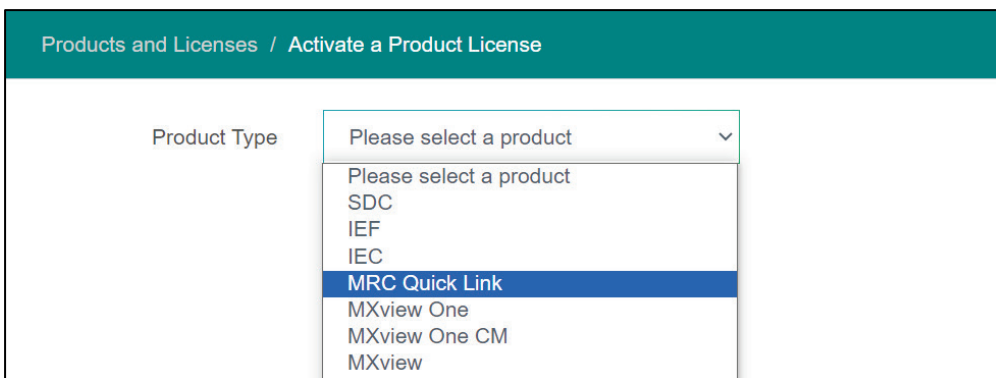 Products and Licenses / Activate a Product License
Product Type Please select a product
Please select a product
SDC
IEF
IEC
MRC Quick Link
MXview One
MXview One CM
MXview